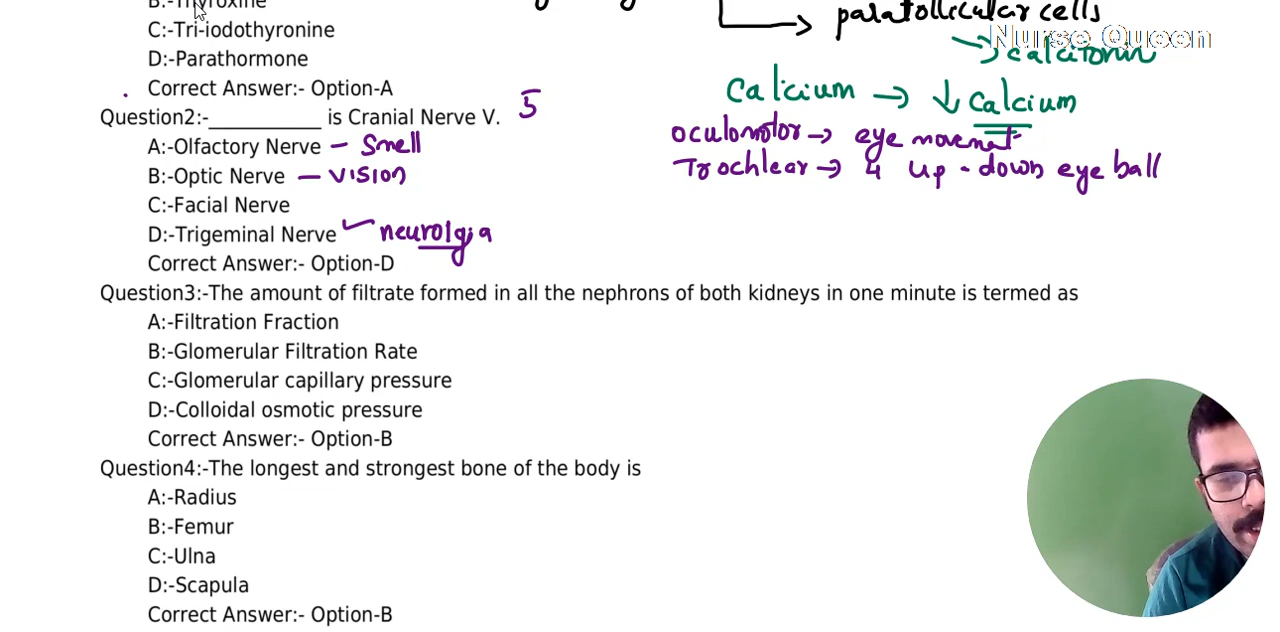 B:-Thyroxine
parafollicular cells
Nurse Queen
C:-Tri-iodothyronine
→ calcitonin
D:-Parathormone
Correct Answer:- Option-A
Calcium → ↓ Calcium
Question2:-__________ is Cranial Nerve V. 5
oculomotor → eye movemet
A:-Olfactory Nerve - Smell
Trochlear → 4 up - down eye ball
B:-Optic Nerve - VISION
C:-Facial Nerve
D:-Trigeminal Nerve ✓ neurolgia
Correct Answer:- Option-D
Question3:-The amount of filtrate formed in all the nephrons of both kidneys in one minute is termed as
A:-Filtration Fraction
B:-Glomerular Filtration Rate
C:-Glomerular capillary pressure
D:-Colloidal osmotic pressure
Correct Answer:- Option-B
Question4:-The longest and strongest bone of the body is
A:-Radius
B:-Femur
C:-Ulna
D:-Scapula
Correct Answer:- Option-B